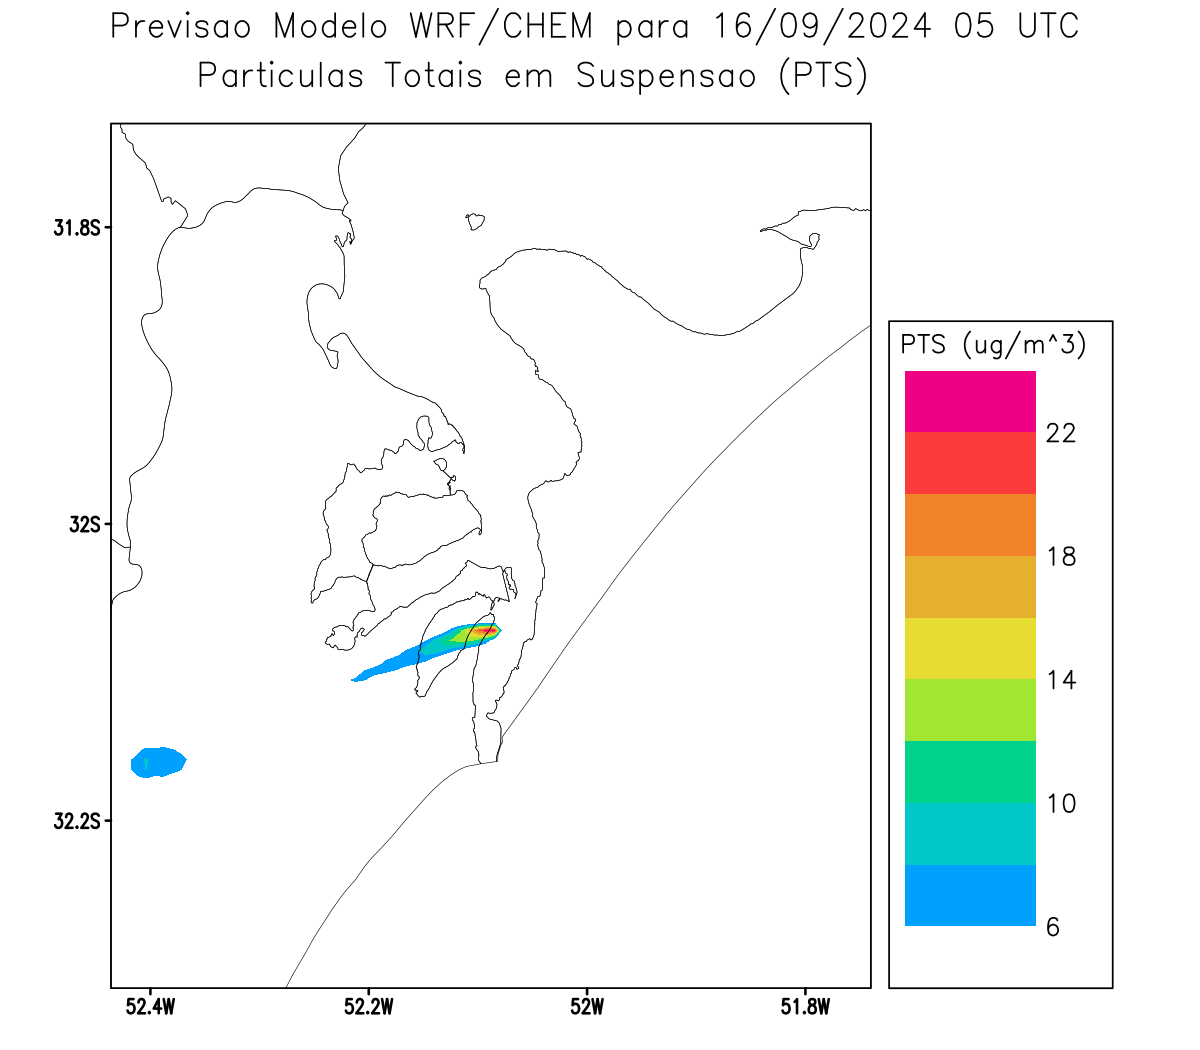 Previsao Modelo WRF/CHEM para 16/09/2024 05 UTC
Particulas Totais em Suspensao (PTS)
31.8S
32S
32.2S
52.4W
52.2W
52W
51.8W
PTS (ug/m^3)
22
18
14
10
6